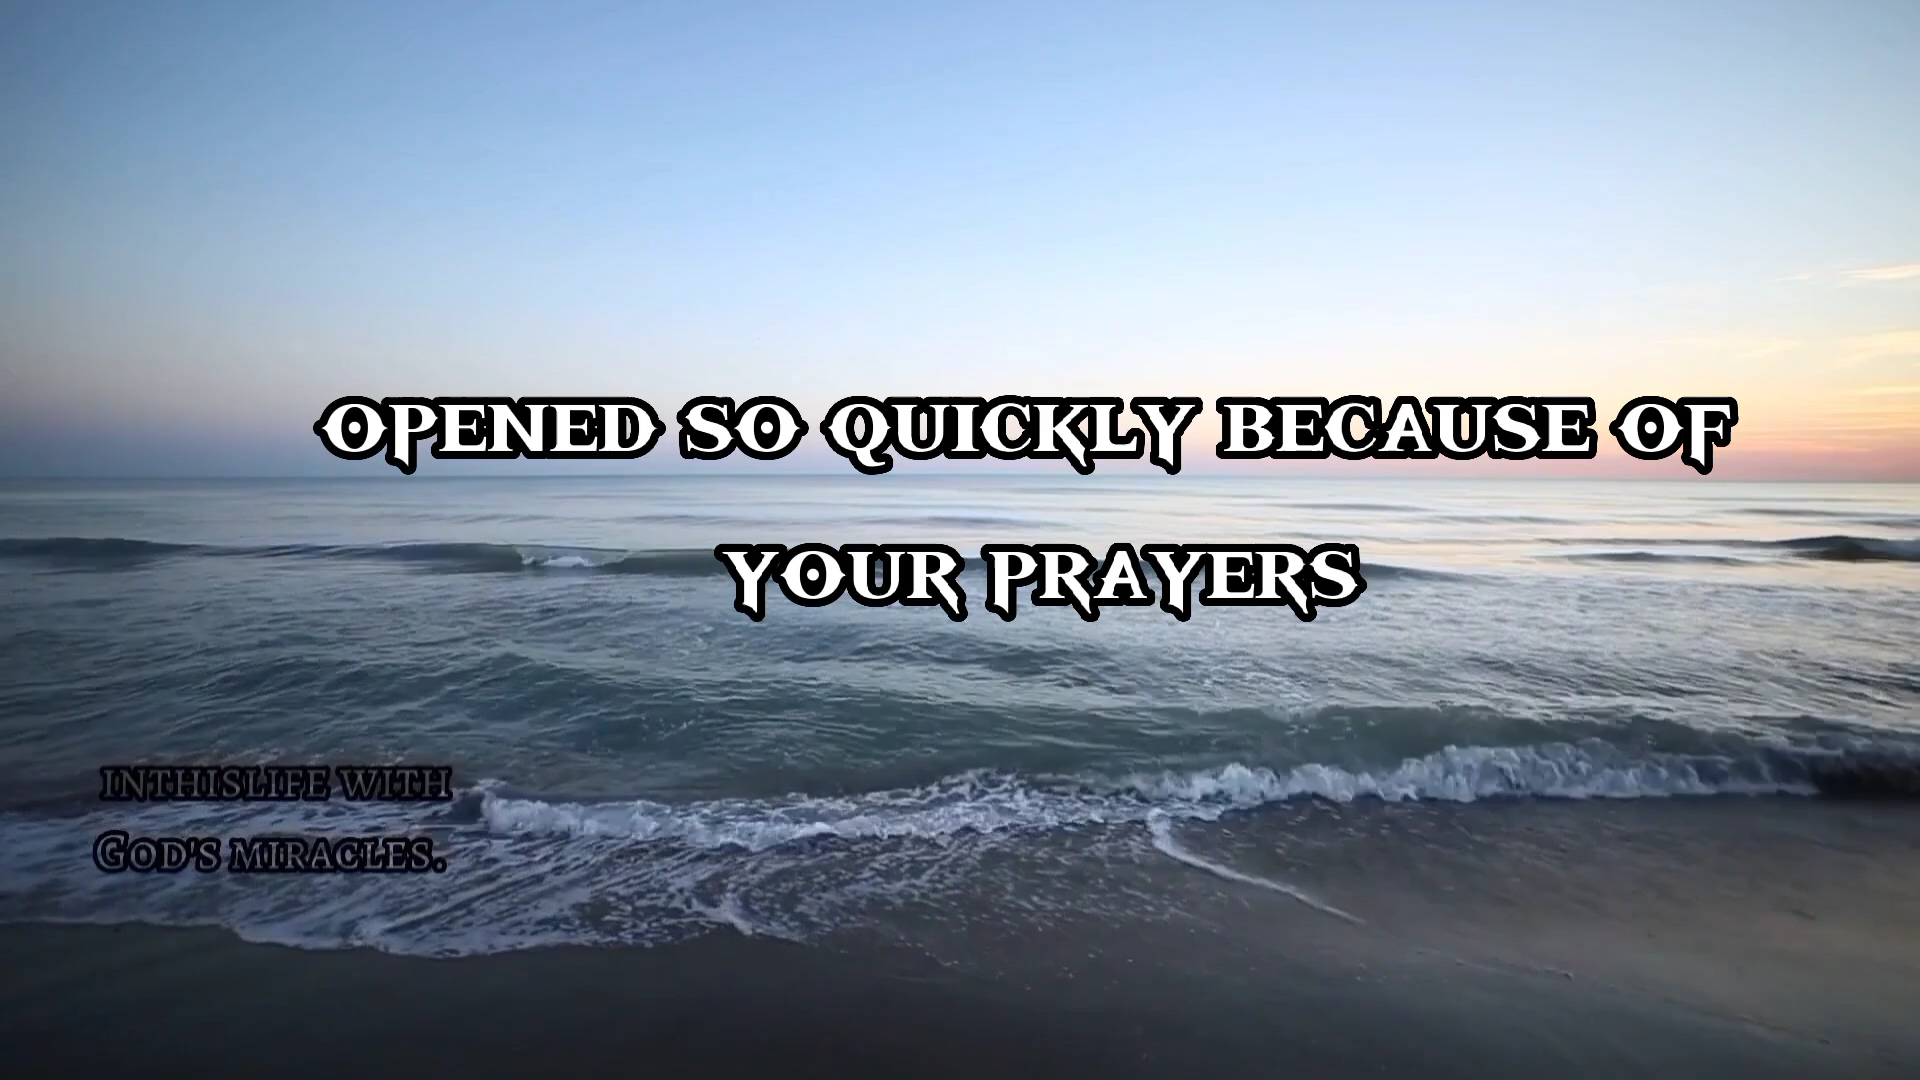 OPENED SO QUICKLY BECAUSE OF
YOUR PRAYERS
INTHISLIFE WITH
GOD'S MIRACLES.